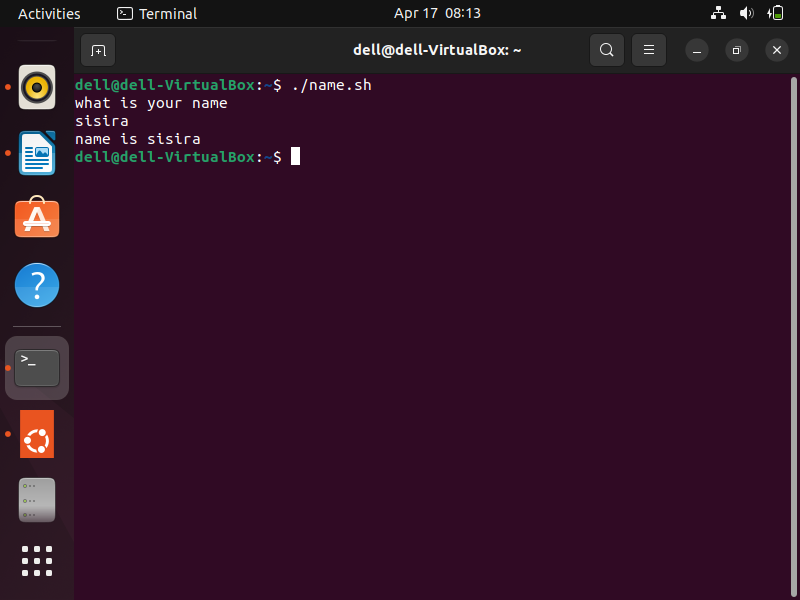 Activities
Terminal
Apr 17 08:13
dell@dell-VirtualBox: ~
dell@dell-VirtualBox:~$ ./name.sh
what is your name
sisira
name is sisira
dell@dell-VirtualBox:~$